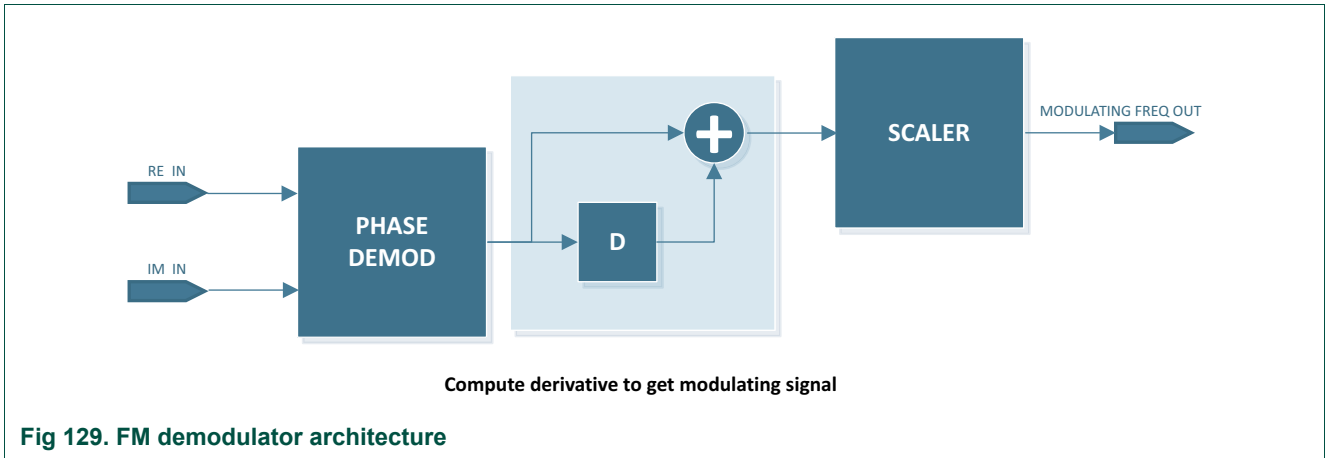 MODULATING FREQ OUT
SCALER
RE IN
PHASE
DEMOD
D
IM IN
Compute derivative to get modulating signal
Fig 129. FM demodulator architecture